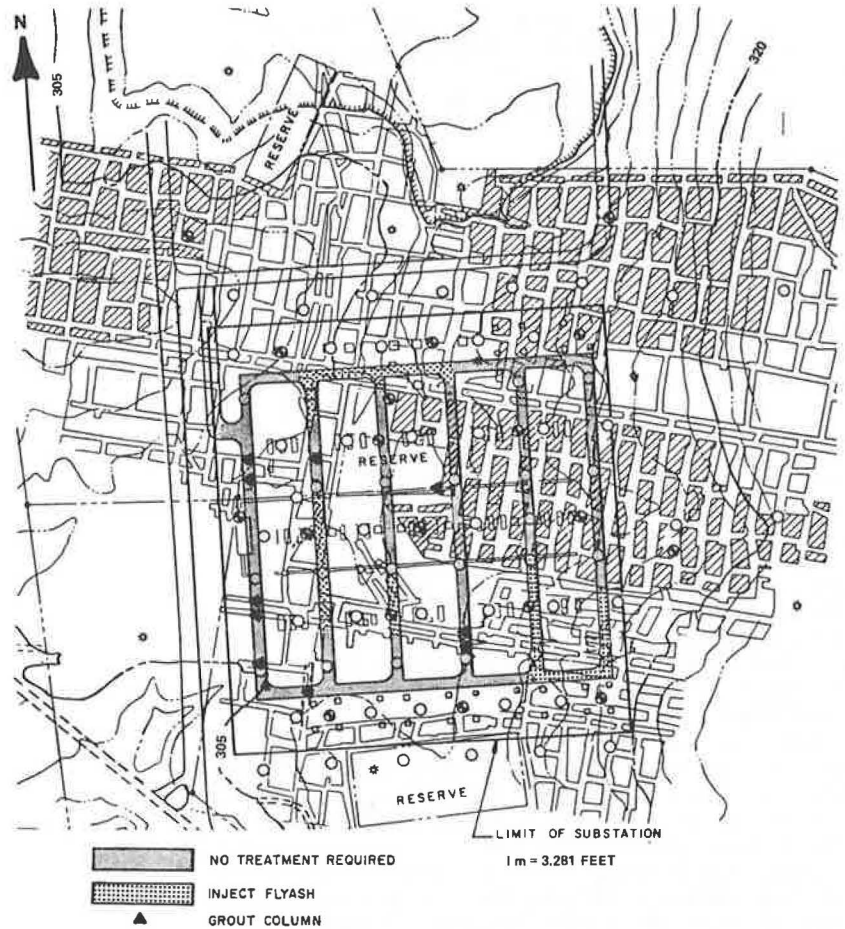 N
305
320
RESERVE
RESERVE
305
RESERVE
LIMIT OF SUBSTATION
NO TREATMENT REQUIRED
1 m = 3.281 FEET
INJECT FLYASH
GROUT COLUMN